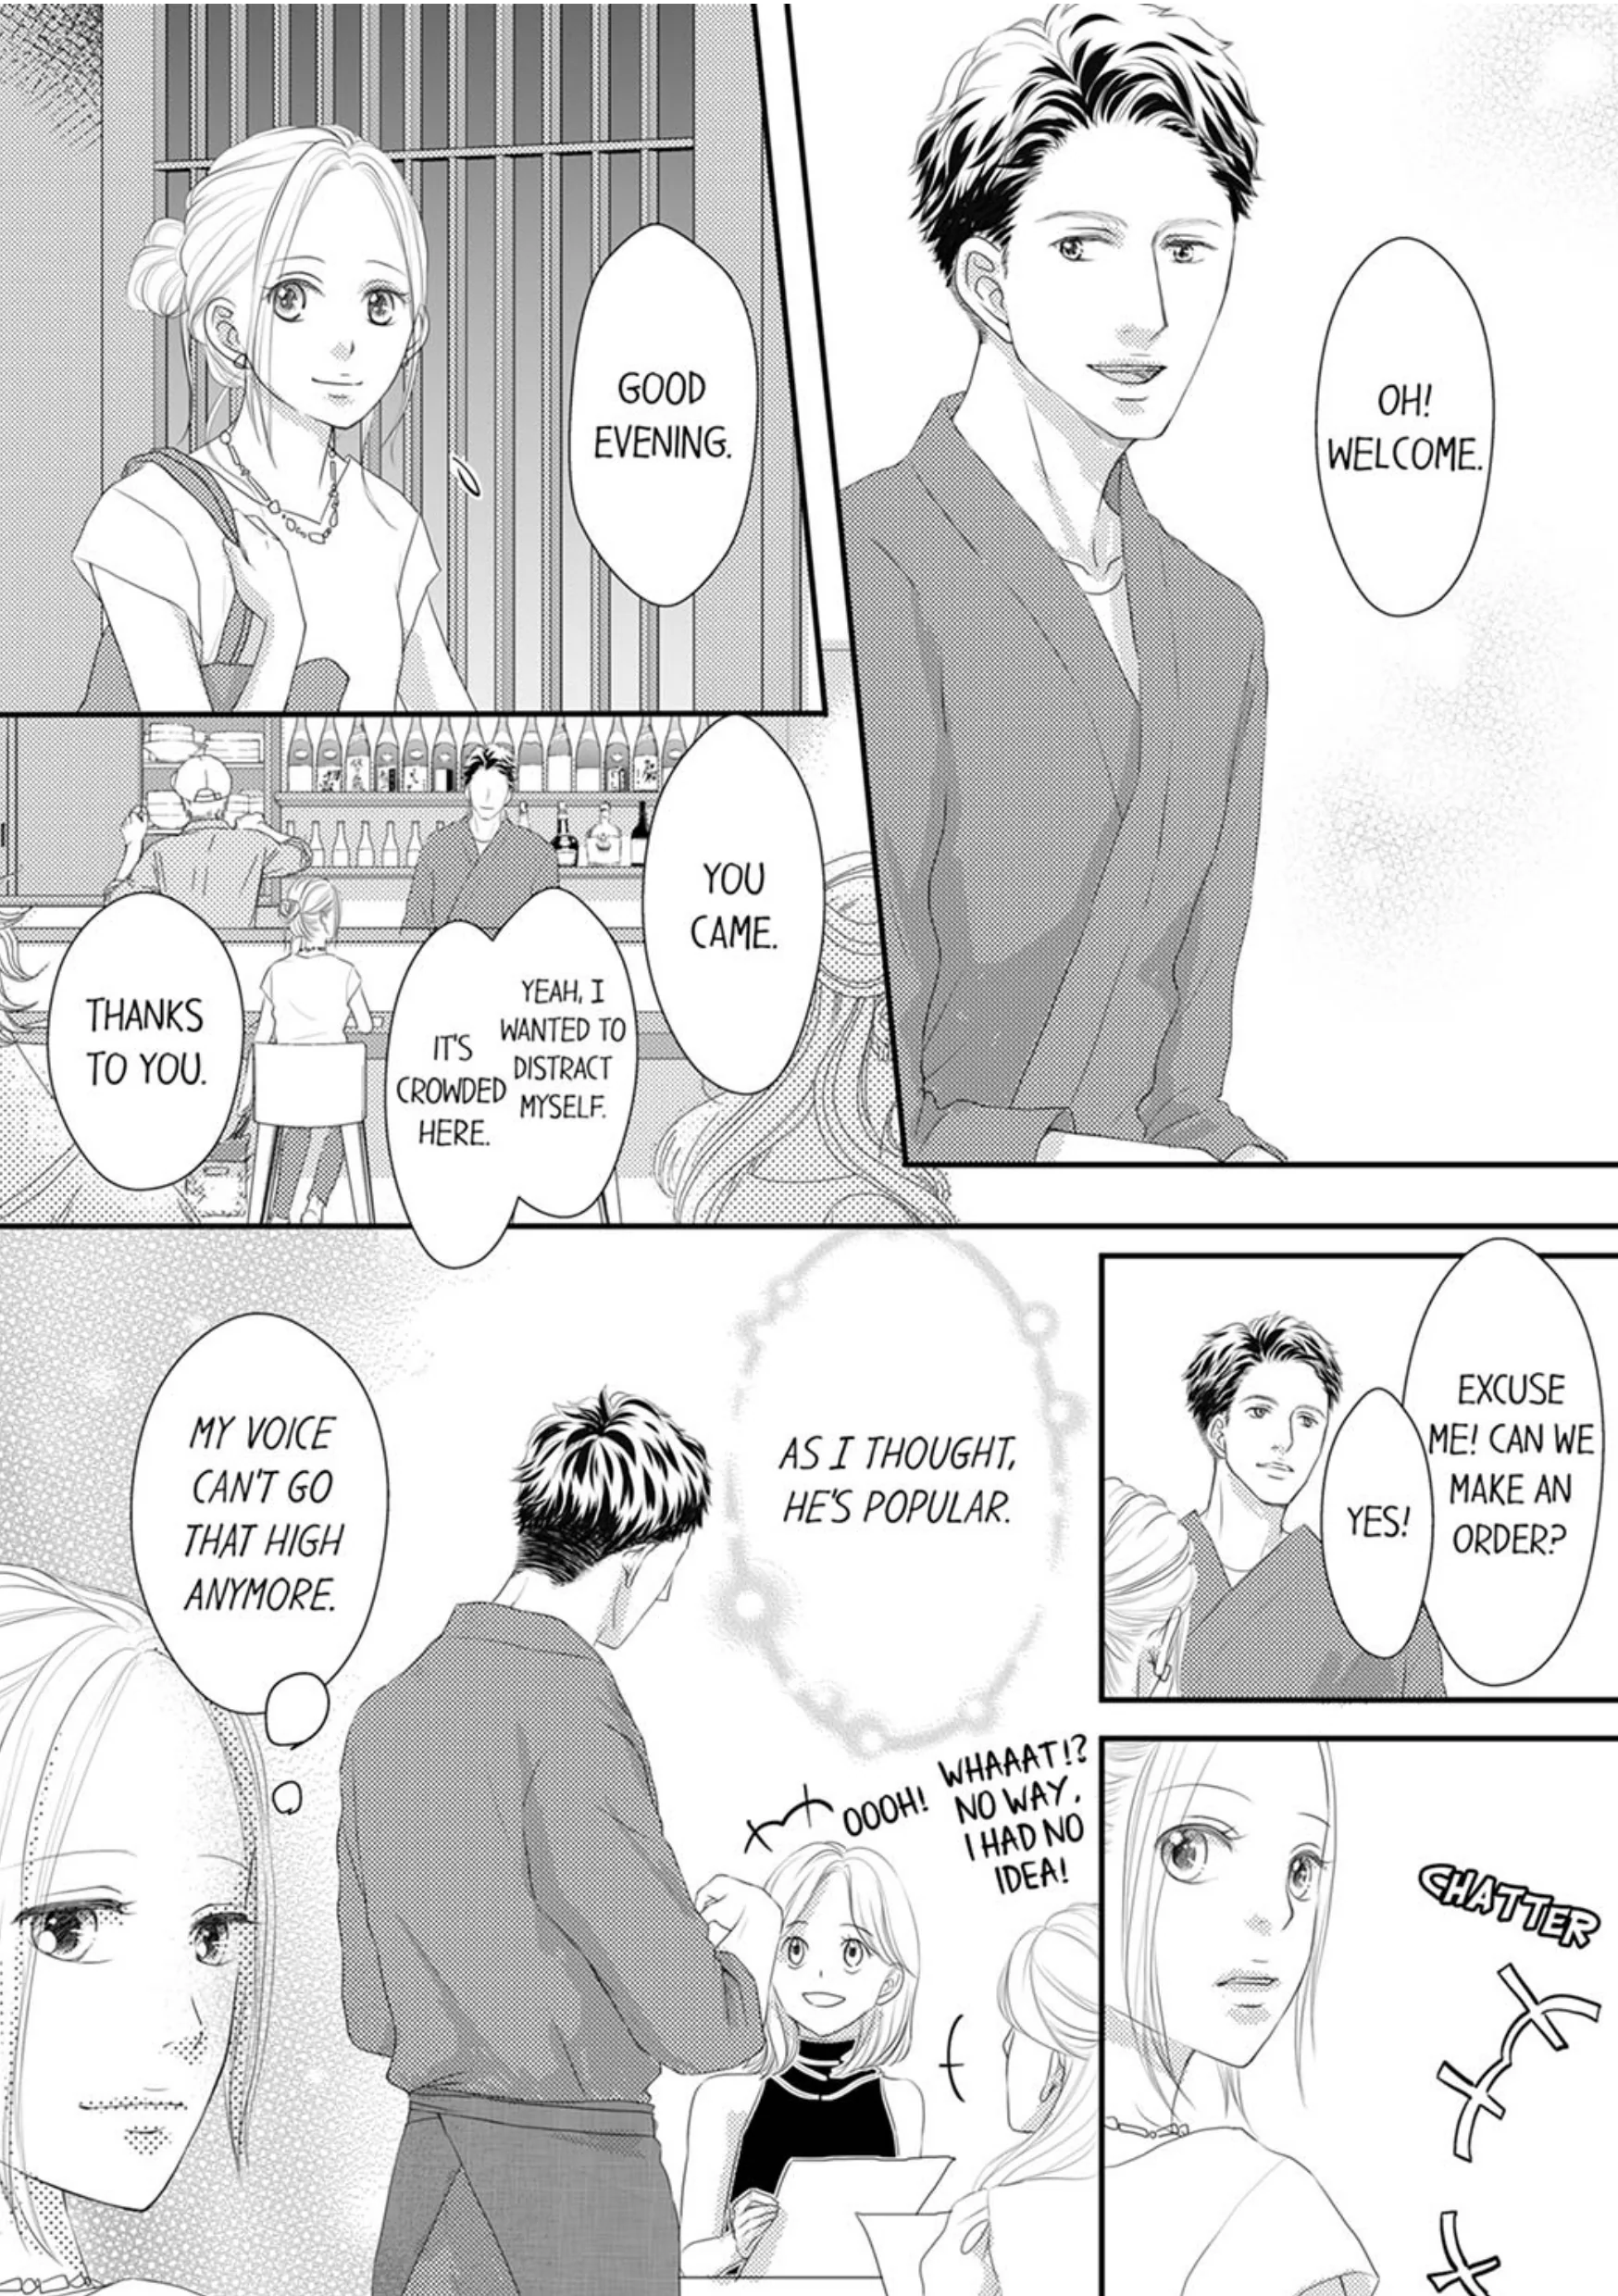 OH!
WELCOME.
GOOD
EVENING.
YOU
CAME.
YEAH, I
WANTED TO
DISTRACT
MYSELF.
IT'S
CROWDED
HERE.
THANKS
TO YOU.
EXCUSE
ME! CAN WE
MAKE AN
ORDER?
YES!
CHATTER
AS I THOUGHT,
HE'S POPULAR.
WHAAAT!?
NO WAY,
I HAD NO
IDEA!
OOOH!
MY VOICE
CAN'T GO
THAT HIGH
ANYMORE.